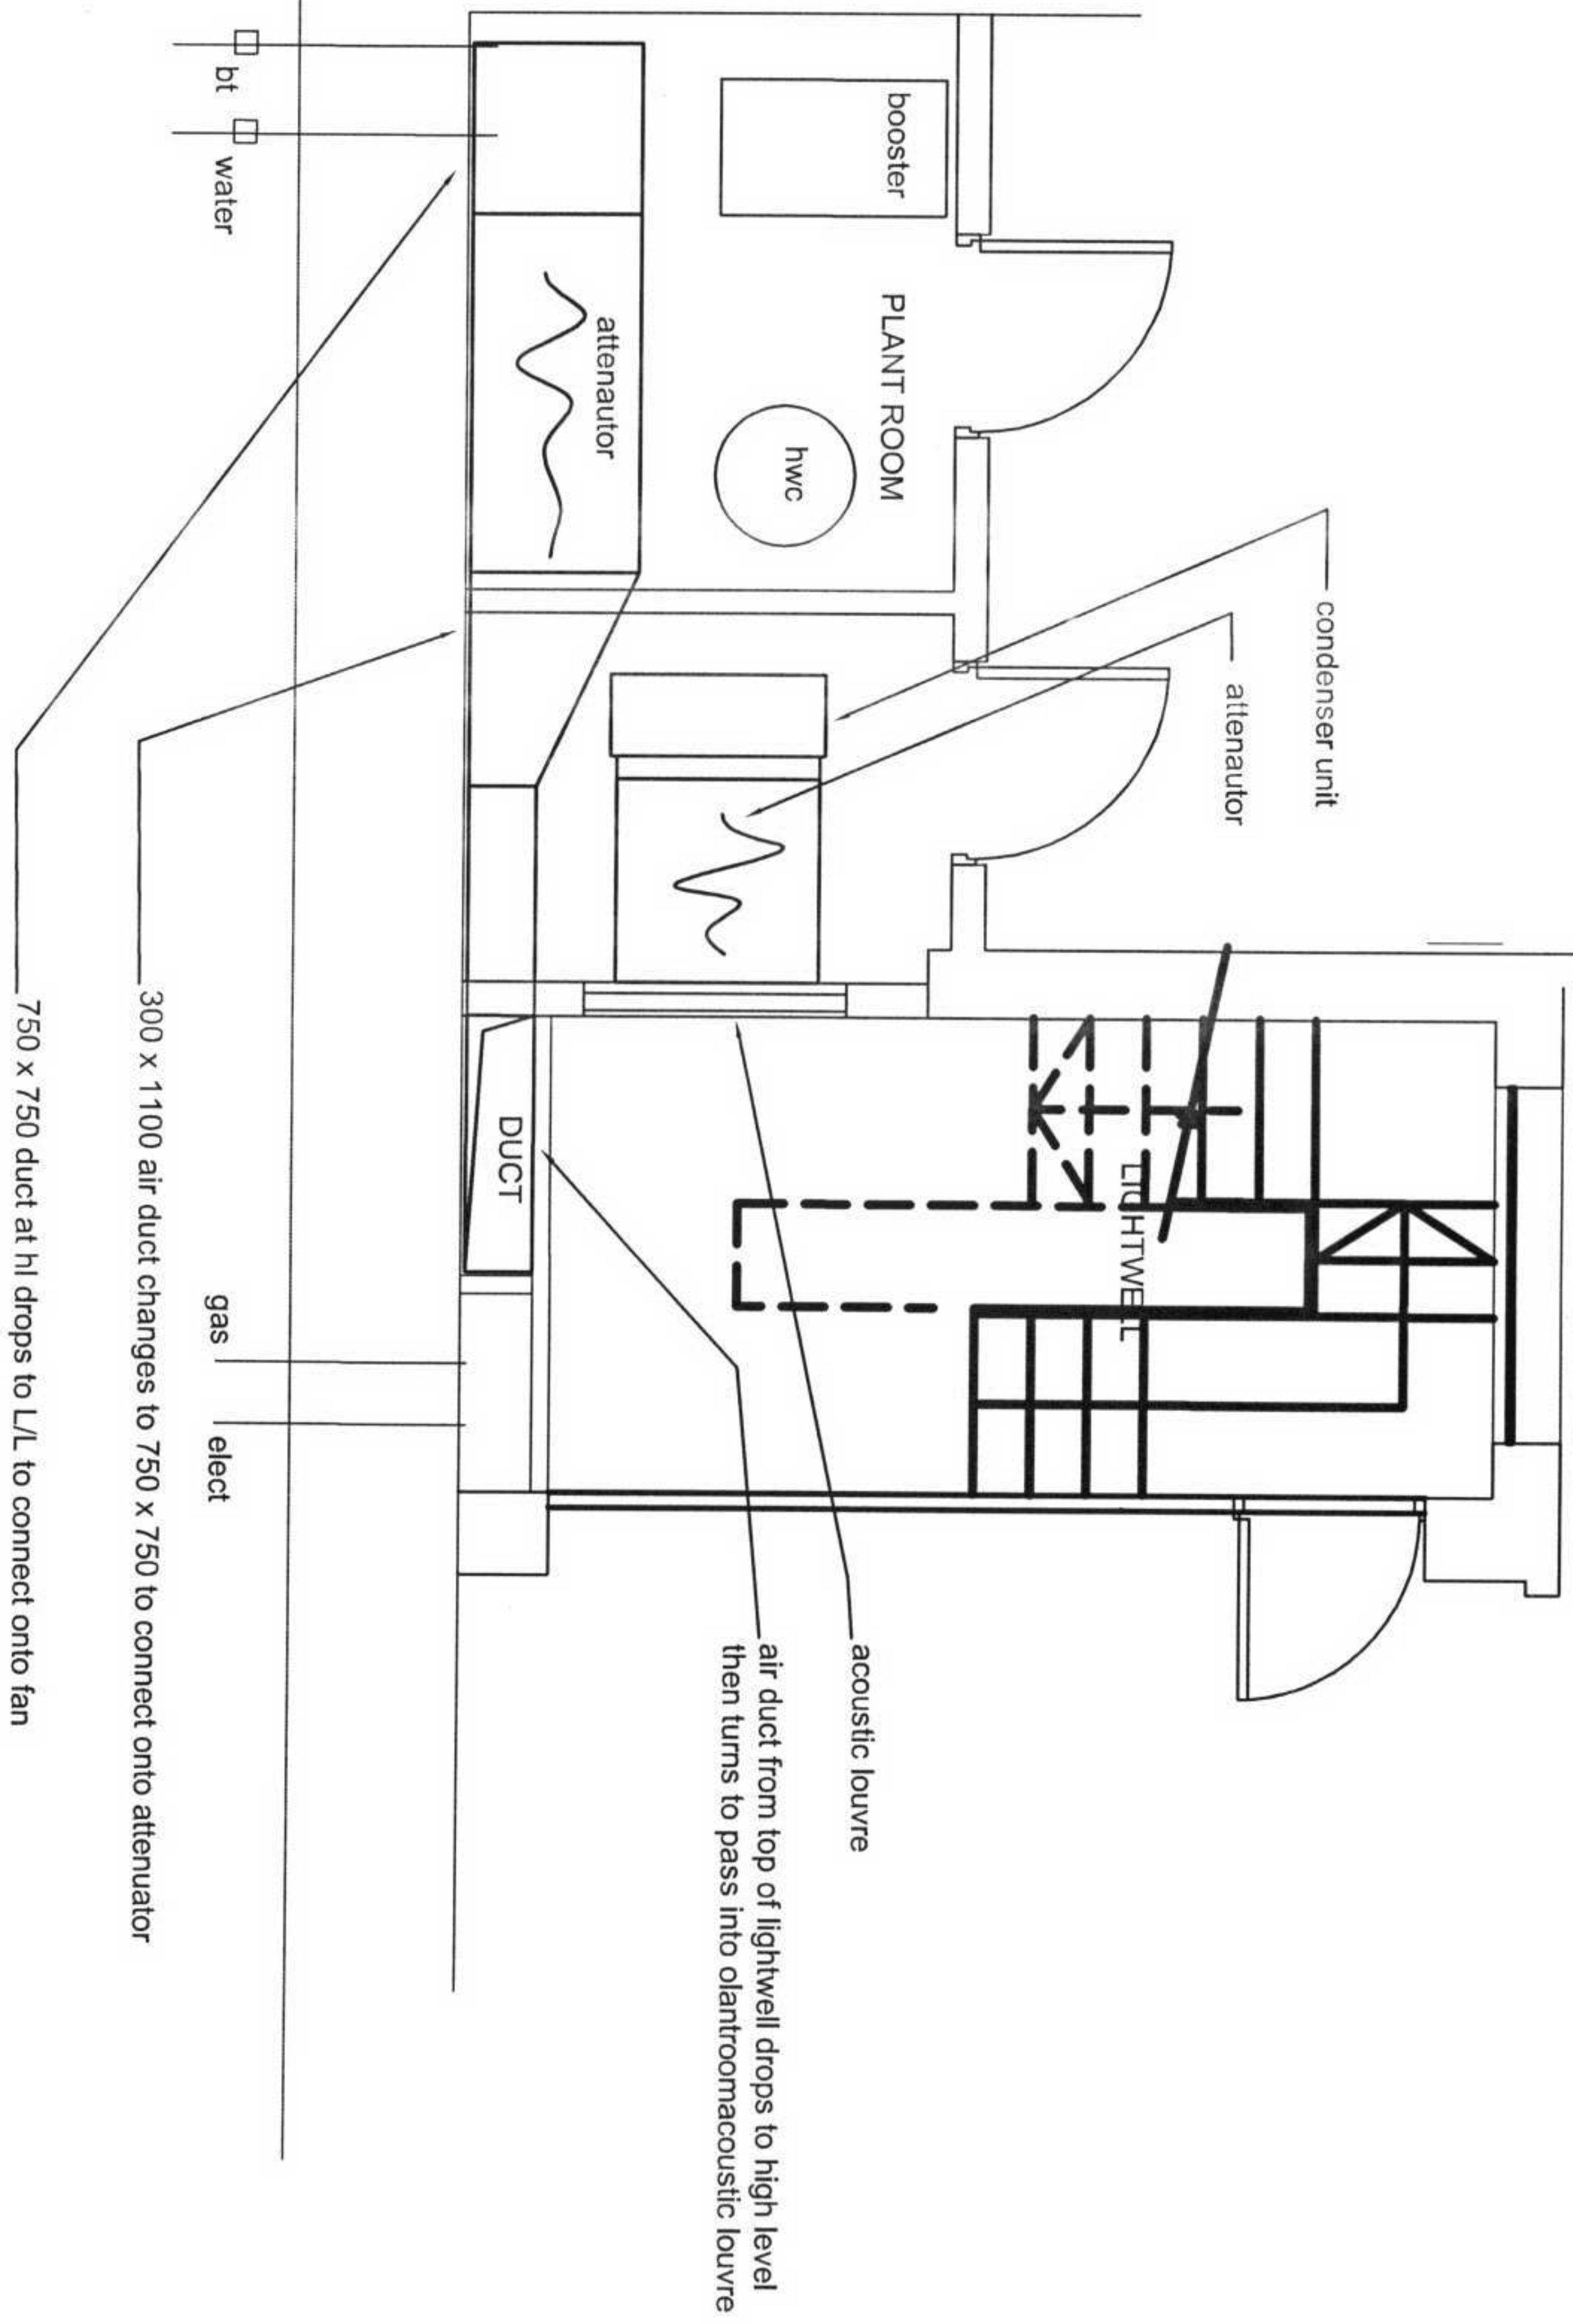 condenser unit
attenautor
booster
PLANT ROOM
hwc
attenautor
LIGHTWELL
DUCT
acoustic louvre
air duct from top of lightwell drops to high level
then turns to pass into olantroomacoustic louvre
bt
water
gas
elect
300 x 1100 air duct changes to 750 x 750 to connect onto attenuator
750 x 750 duct at hl drops to L/L to connect onto fan